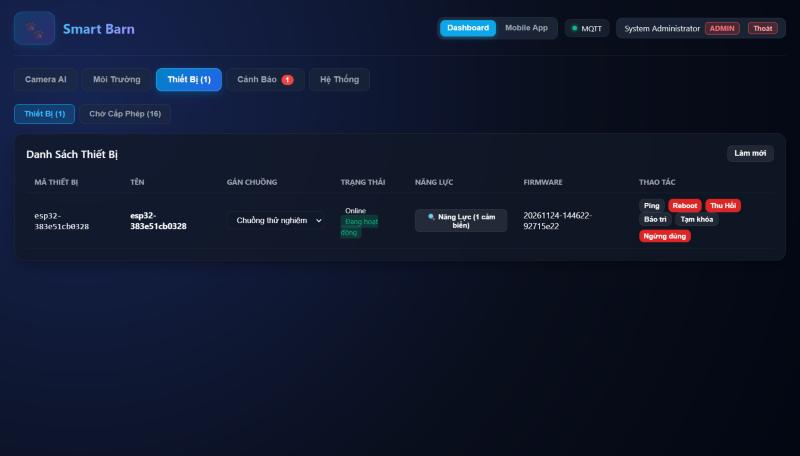 Smart Barn
Dashboard Mobile App MQTT System Administrator ADMIN Thoát
Camera AI Môi Trường Thiết Bị (1) Cảnh Báo 1 Hệ Thống
Thiết Bị (1) Chờ Cấp Phép (16)
Danh Sách Thiết Bị Làm mới
MÃ THIẾT BỊ TÊN GÁN CHUỒNG TRẠNG THÁI NĂNG LỰC FIRMWARE THAO TÁC
esp32-
383e51cb0328
esp32-
383e51cb0328
Chuồng thử nghiệm
Online
Đang hoạt
động
Năng Lực (1 cảm
biến)
20261124-144622-
92715e22
Ping Reboot Thu Hồi
Bảo trì Tạm khóa
Ngừng dùng